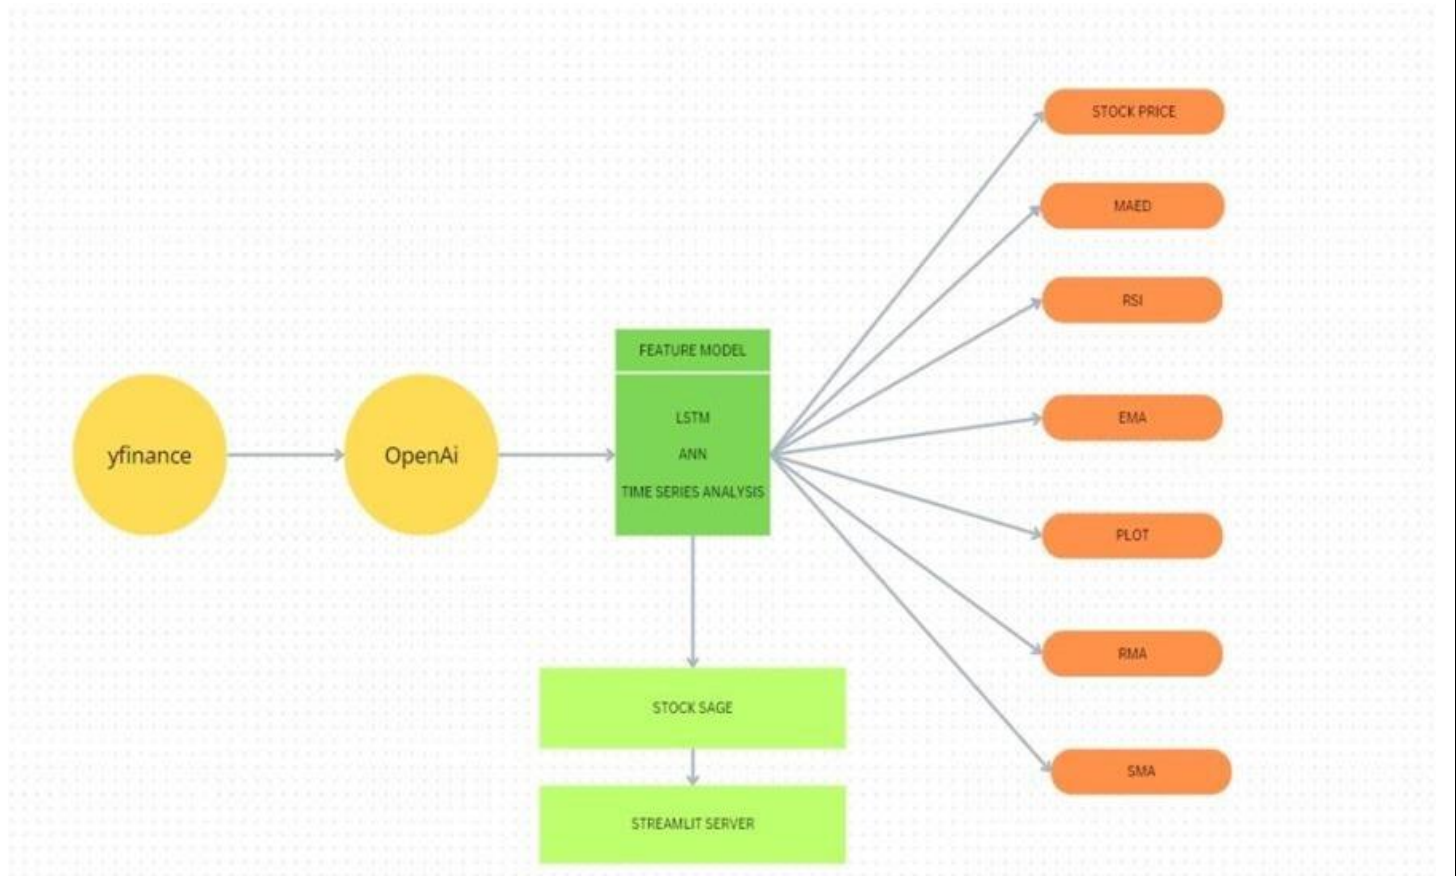 yfinance
OpenAi
FEATURE MODEL
LSTM
ANN
TIME SERIES ANALYSIS
STOCK SAGE
STREAMLIT SERVER
STOCK PRICE
MAED
RSI
EMA
PLOT
RMA
SMA